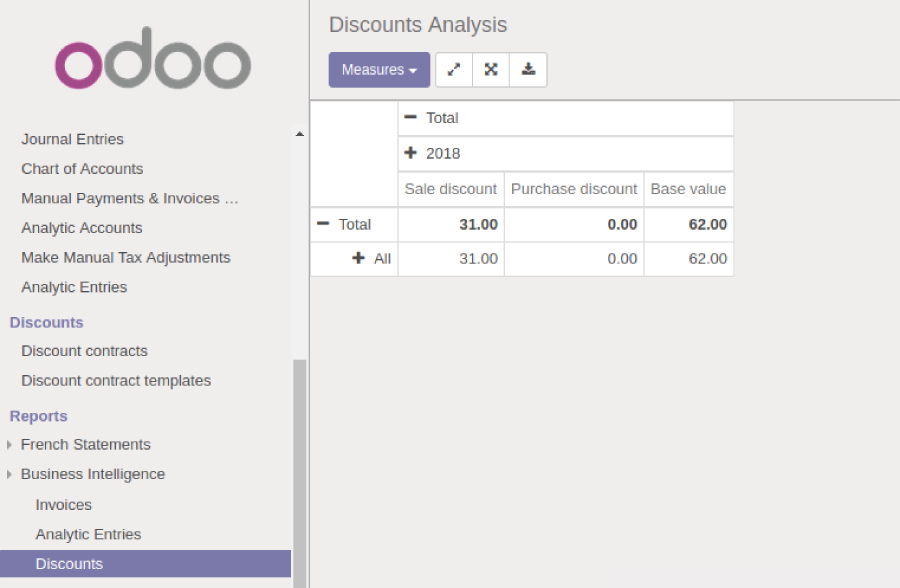 odoo
Journal Entries
Chart of Accounts
Manual Payments & Invoices …
Analytic Accounts
Make Manual Tax Adjustments
Analytic Entries
Discounts
Discount contracts
Discount contract templates
Reports
French Statements
Business Intelligence
Invoices
Analytic Entries
Discounts
Discounts Analysis
Measures
Total
2018
Sale discount Purchase discount Base value
Total 31.00 0.00 62.00
All 31.00 0.00 62.00